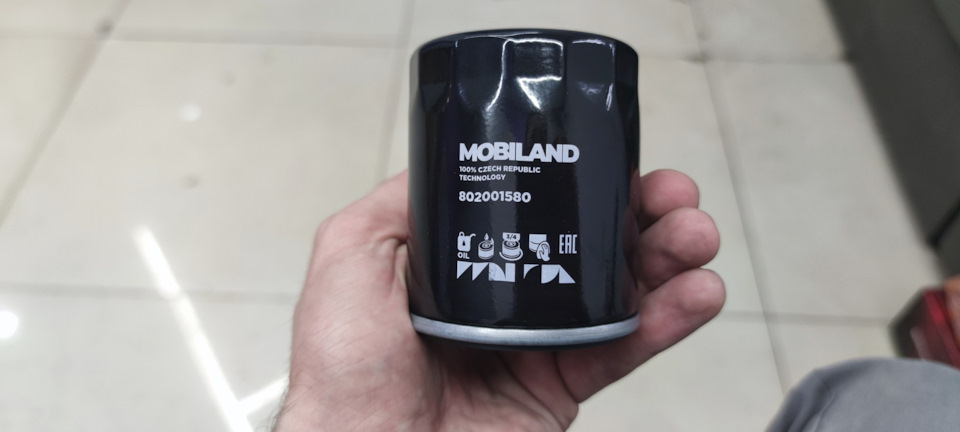 MOBILAND
100% CZECH REPUBLIC
TECHNOLOGY
802001580
3/4
OIL
EAC